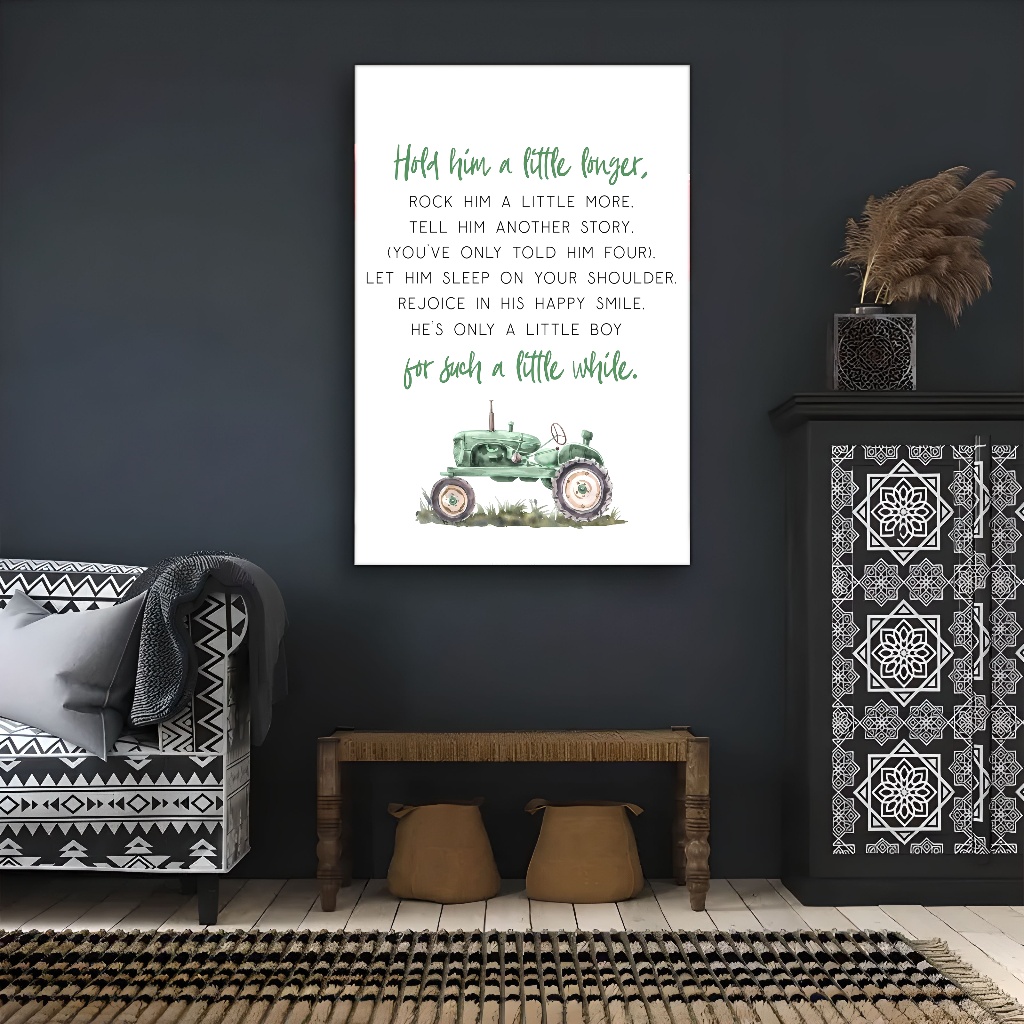 Hold him a little longer,
ROCK HIM A LITTLE MORE.
TELL HIM ANOTHER STORY.
(YOU'VE ONLY TOLD HIM FOUR).
LET HIM SLEEP ON YOUR SHOULDER.
REJOICE IN HIS HAPPY SMILE,
HE'S ONLY A LITTLE BOY
for such a little while.